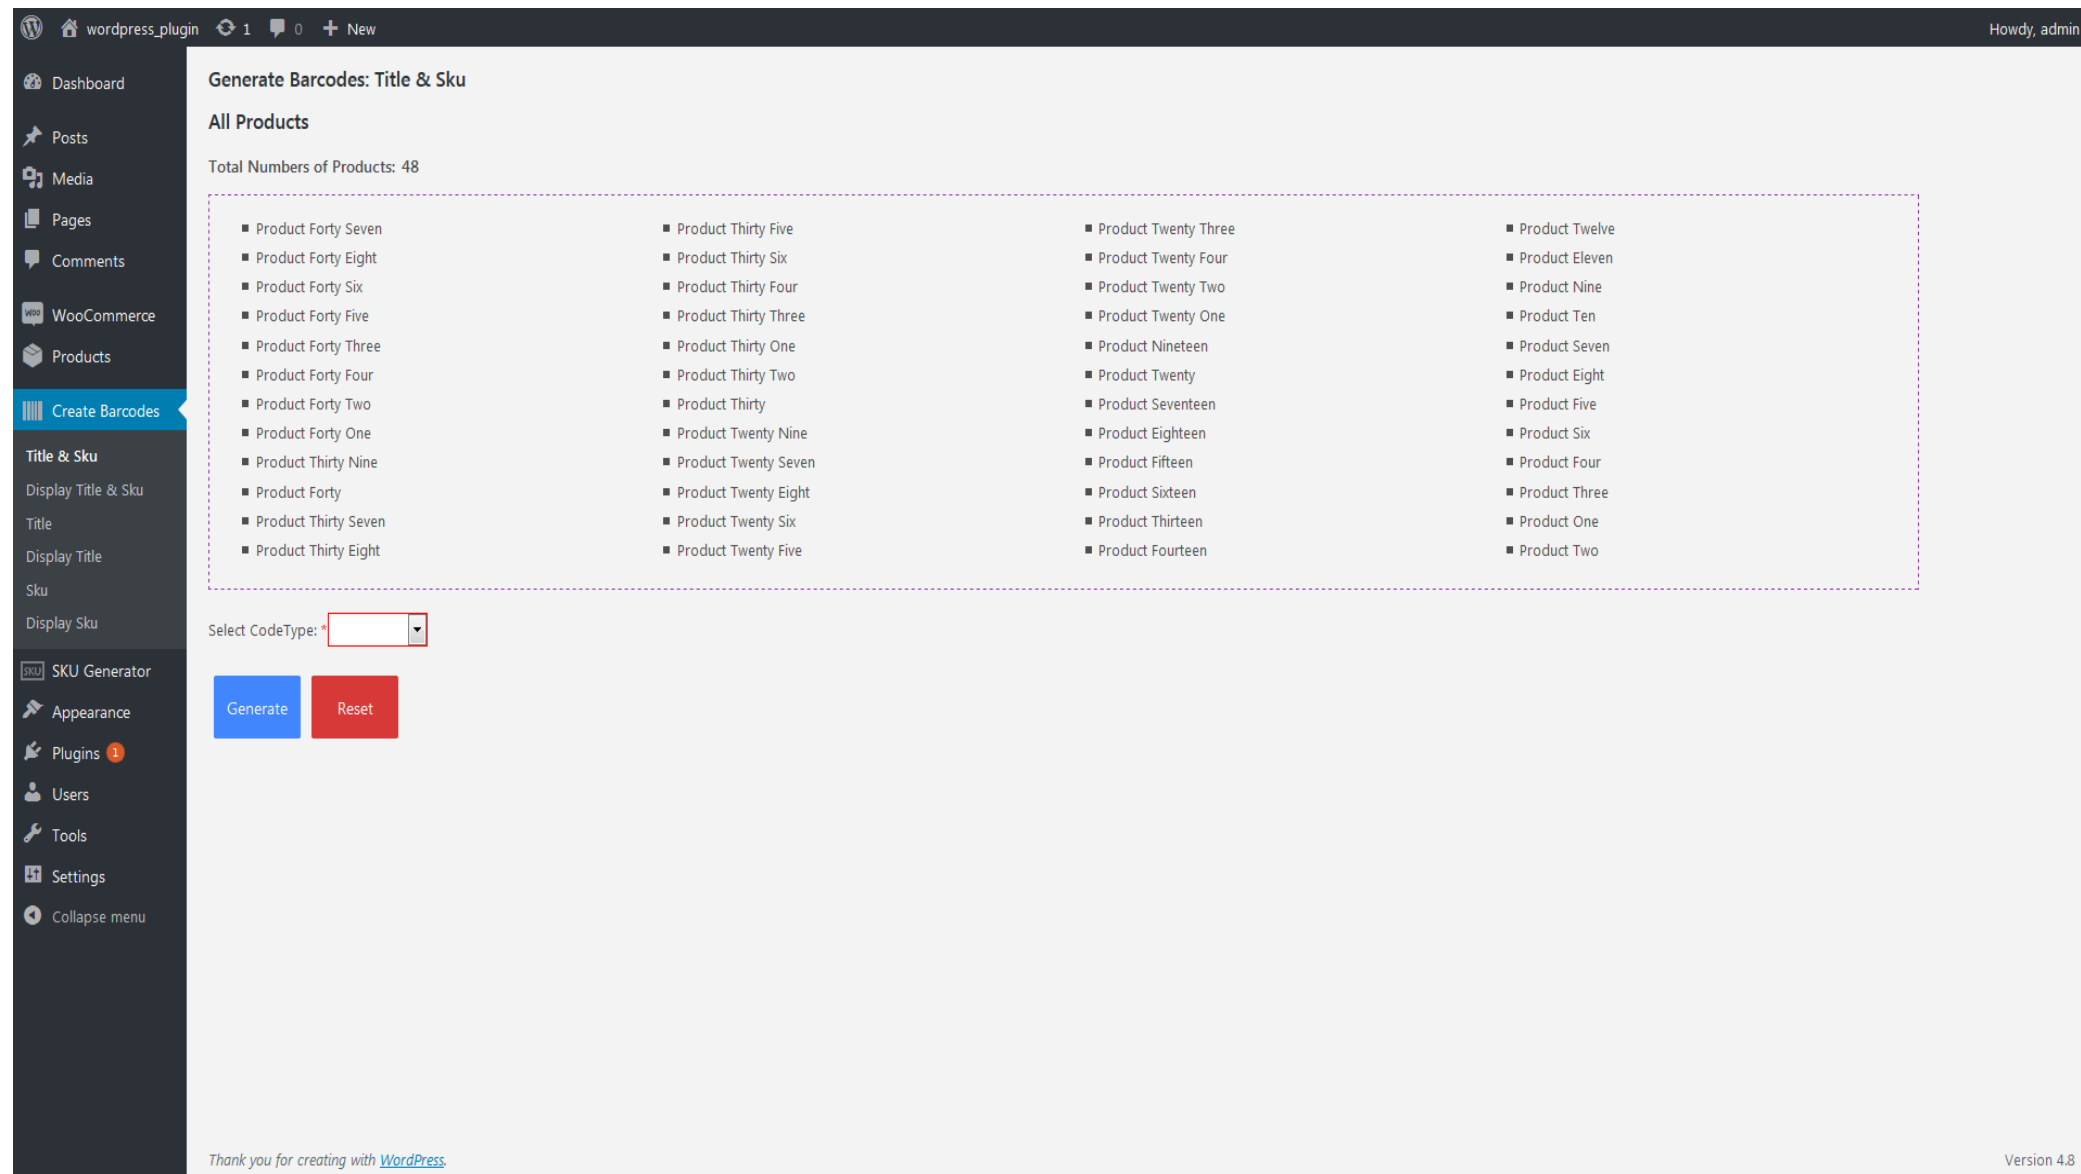 wordpress_plugin 1 0 + New Howdy, admin
Dashboard
Posts
Media
Pages
Comments
WooCommerce
Products
Create Barcodes
Title & Sku
Display Title & Sku
Title
Display Title
Sku
Display Sku
SKU SKU Generator
Appearance
Plugins 1
Users
Tools
Settings
Collapse menu
Generate Barcodes: Title & Sku
All Products
Total Numbers of Products: 48
Product Forty Seven
Product Forty Eight
Product Forty Six
Product Forty Five
Product Forty Three
Product Forty Four
Product Forty Two
Product Forty One
Product Thirty Nine
Product Forty
Product Thirty Seven
Product Thirty Eight
Product Thirty Five
Product Thirty Six
Product Thirty Four
Product Thirty Three
Product Thirty One
Product Thirty Two
Product Thirty
Product Twenty Nine
Product Twenty Seven
Product Twenty Eight
Product Twenty Six
Product Twenty Five
Product Twenty Three
Product Twenty Four
Product Twenty Two
Product Twenty One
Product Nineteen
Product Twenty
Product Seventeen
Product Eighteen
Product Fifteen
Product Sixteen
Product Thirteen
Product Fourteen
Product Twelve
Product Eleven
Product Nine
Product Ten
Product Seven
Product Eight
Product Five
Product Six
Product Four
Product Three
Product One
Product Two
Select CodeType: *
Generate Reset
Thank you for creating with WordPress. Version 4.8